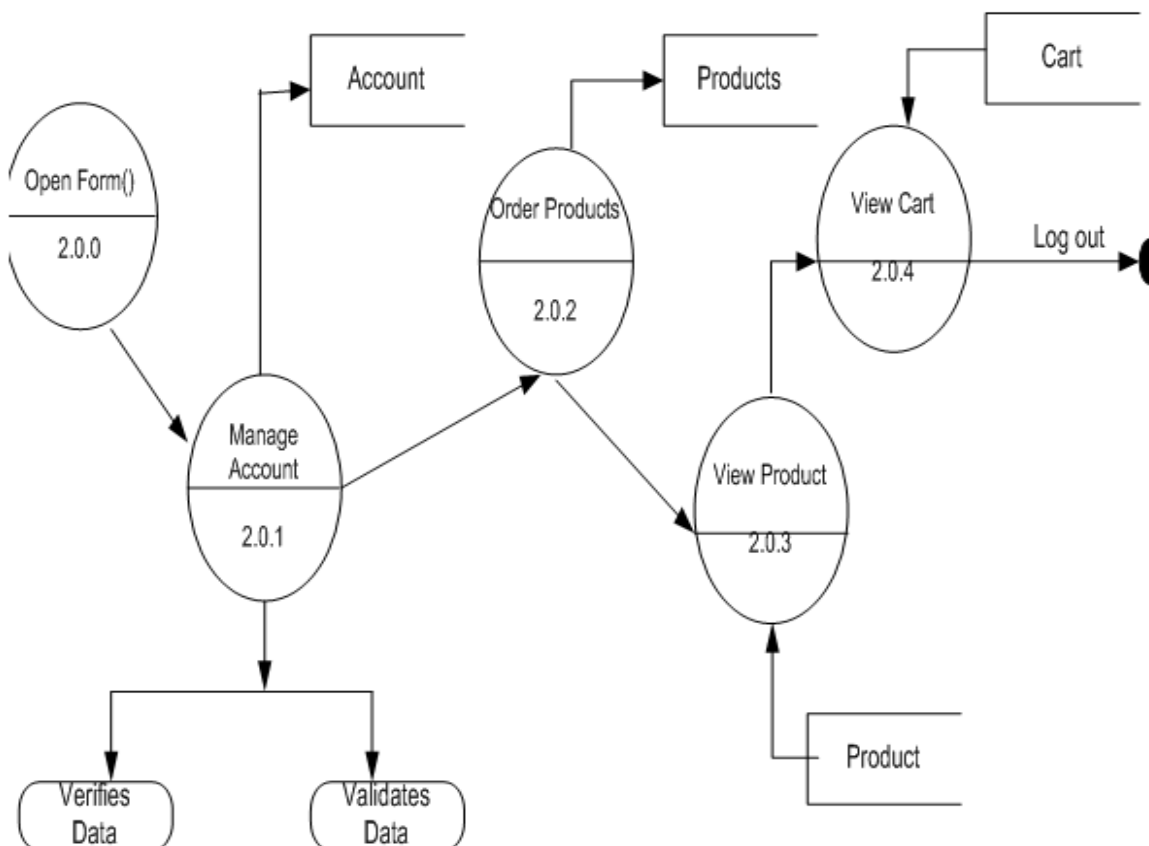 Account
Products
Cart
Open Form()
2.0.0
Order Products
2.0.2
View Cart
2.0.4
Log out
Manage
Account
2.0.1
View Product
2.0.3
Product
Verifies
Data
Validates
Data